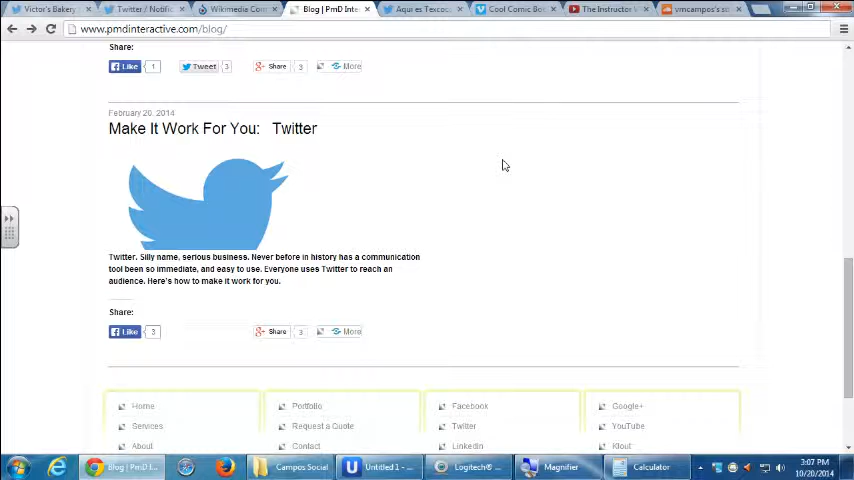 Victor's Bakery
Twitter / Notific
Wikimedia Com
Blog | PmD Inte
Aquí es Texcoc
Cool Comic Bo
The Instructor
vmcampos's s
www.pmdinteractive.com/blog/
Share:
Like 1 Tweet 3 Share 3 More
February 20, 2014
Make It Work For You: Twitter
Twitter. Silly name, serious business. Never before in history has a communication
tool been so immediate, and easy to use. Everyone uses Twitter to reach an
audience. Here's how to make it work for you.
Share:
Like 3 Share 3 More
Home Portfolio Facebook Google+
Services Request a Quote Twitter YouTube
About Contact LinkedIn Klout
Blog | PmD I... Campos Social Untitled 1 - ... Logitech® ... Magnifier Calculator
3:07 PM
10/20/2014